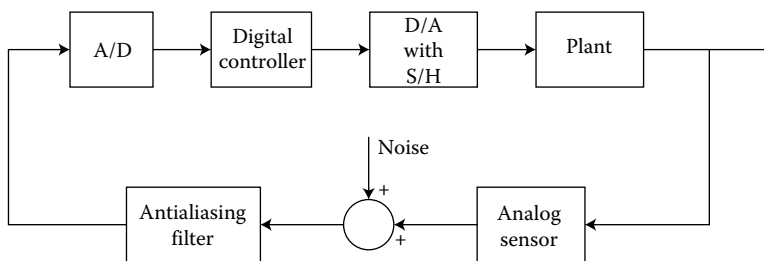 A/D
Digital
controller
D/A
with
S/H
Plant
Noise
+
+
Antialiasing
filter
Analog
sensor